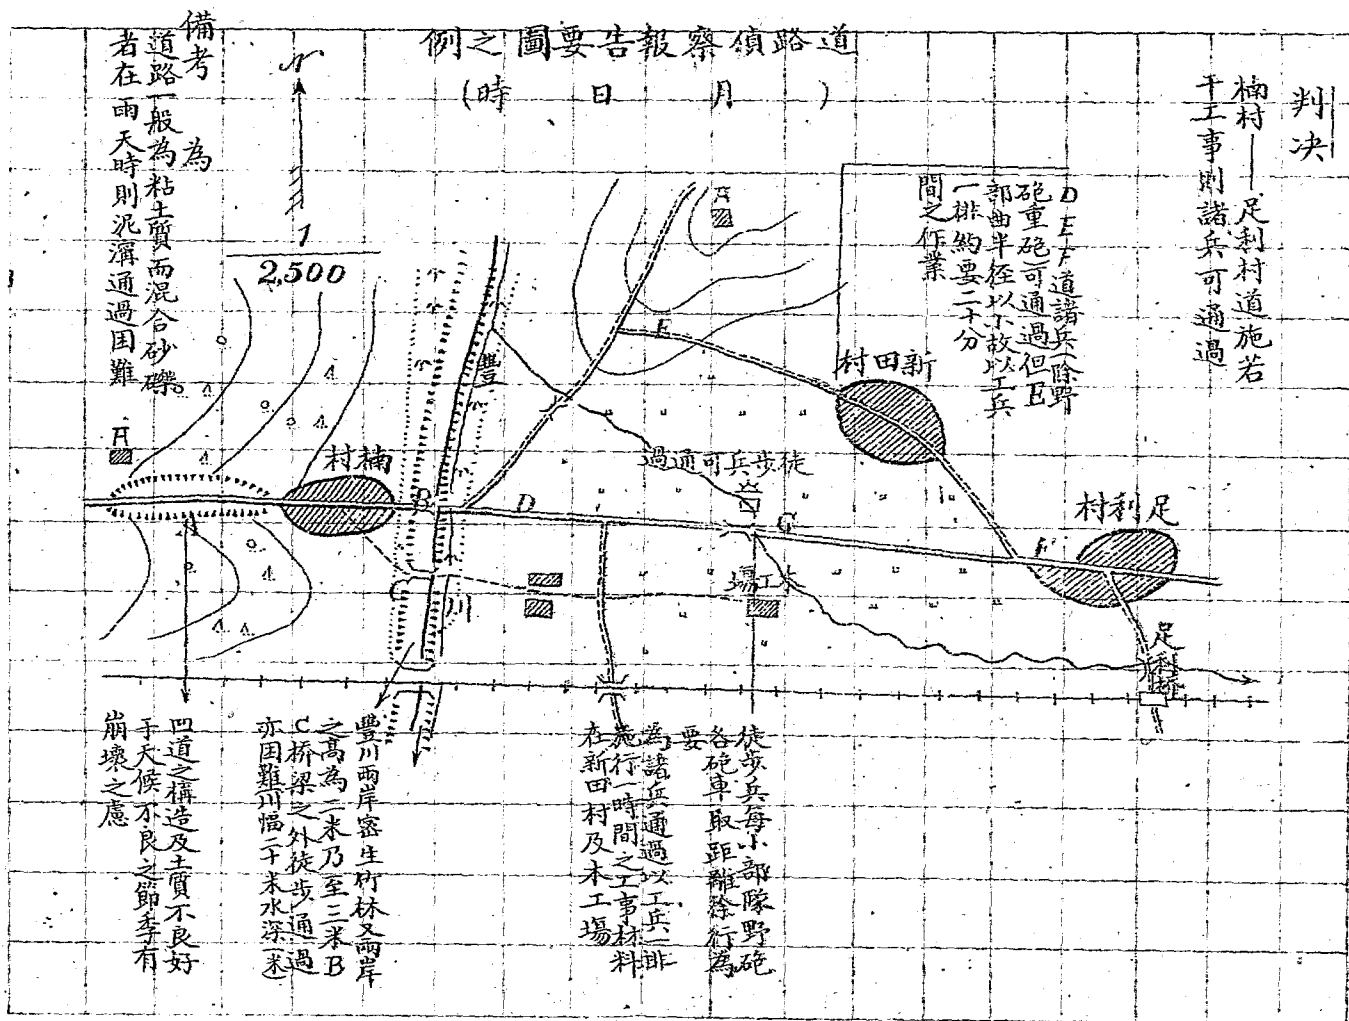 道路偵察報告要圖之例
(月 日 時)
判决
楠村——足利村道施若
干工事則諸兵可通過
D E F 道諸兵(除野
砲重砲)可通過但E
部曲半径以小故以工兵
一排約要二十分
間之作業
備考
道路一般為粘土質而混合砂礫為
者在雨天時則泥濘通過困難
N
1
2,500
A
A
豐
川
E
新田村
徒步兵可通過
楠村
B
D
C
F
足利村
木工場
C
足利橋
徒步兵每小部隊野砲
各砲車取距離徐行為
要
為諸兵通過以工兵一排
施行一時間之工事材料
在新田村及木工場
豐川兩岸密生竹林又兩岸
之高為二米乃至三米B
C桥梁之外徒步通過
亦困難(川幅二十米水深一米)
凹道之構造及土質不良好
于天候不良之節季有
崩壞之慮